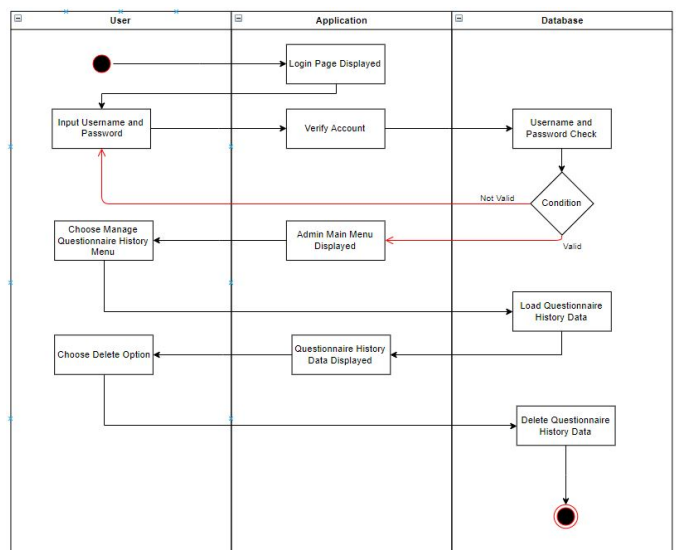 User
Application
Database
Login Page Displayed
Input Username and
Password
Verify Account
Username and
Password Check
Not Valid
Condition
Valid
Choose Manage
Questionnaire History
Menu
Admin Main Menu
Displayed
Load Questionnaire
History Data
Choose Delete Option
Questionnaire History
Data Displayed
Delete Questionnaire
History Data